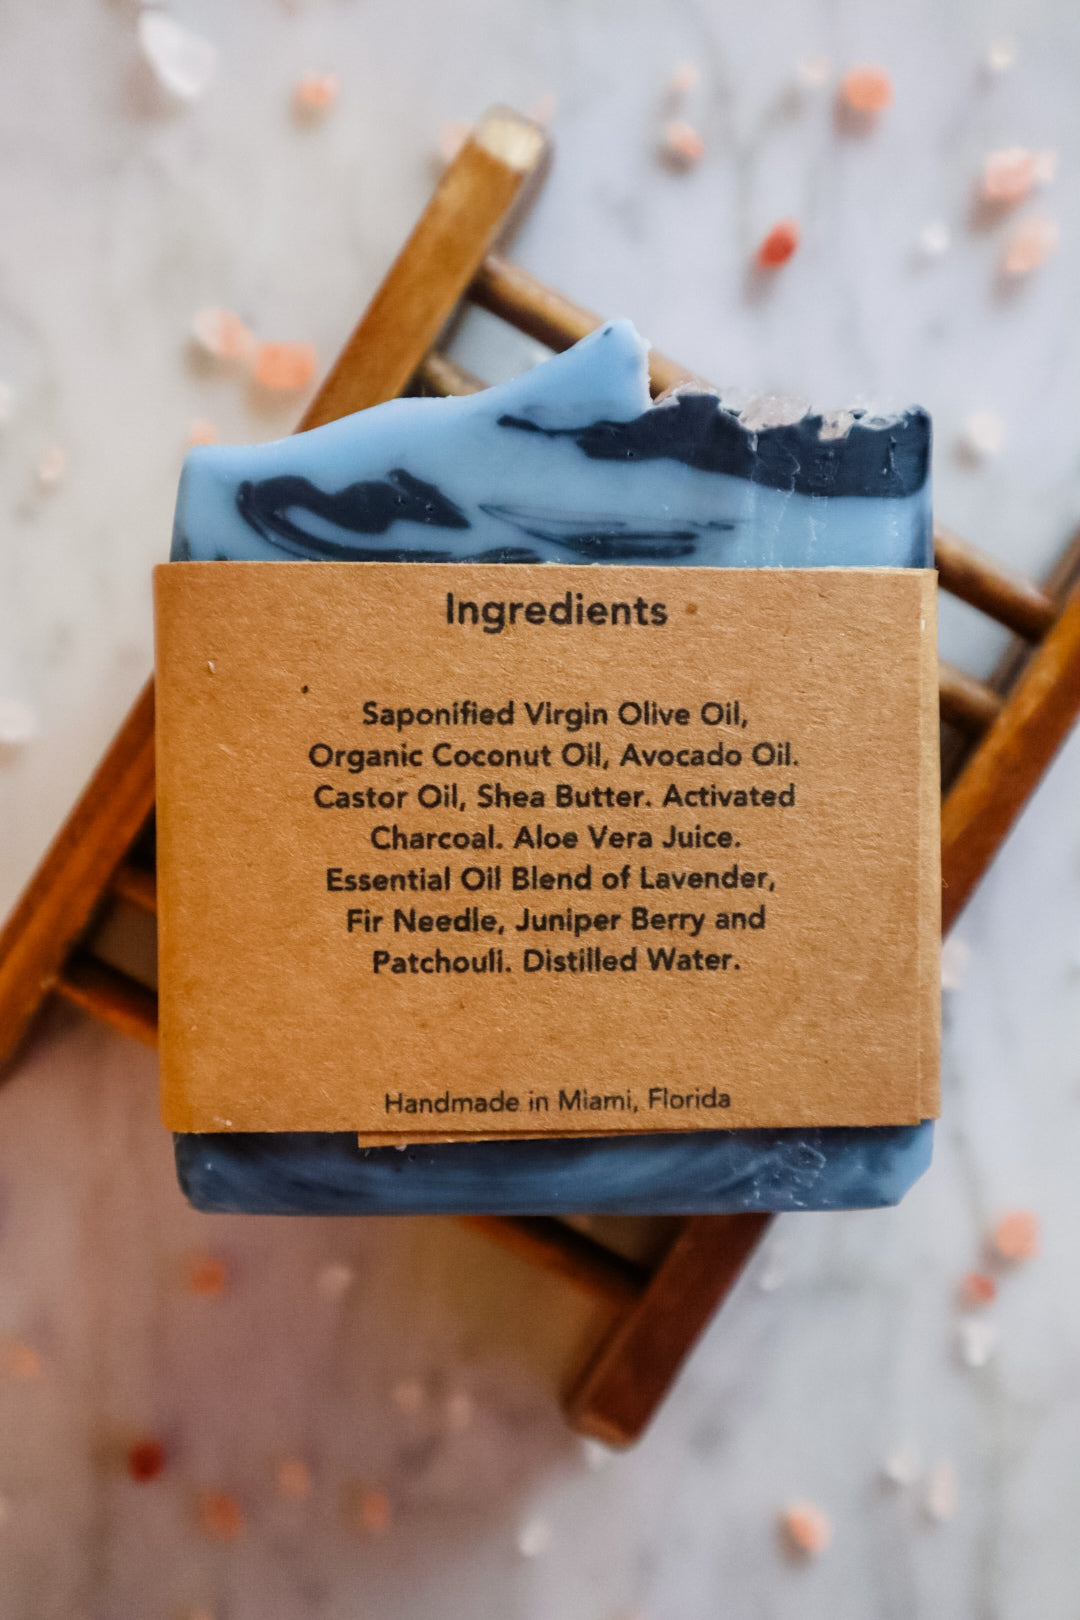 Ingredients
Saponified Virgin Olive Oil,
Organic Coconut Oil, Avocado Oil.
Castor Oil, Shea Butter. Activated
Charcoal. Aloe Vera Juice.
Essential Oil Blend of Lavender,
Fir Needle, Juniper Berry and
Patchouli. Distilled Water.
Handmade in Miami, Florida